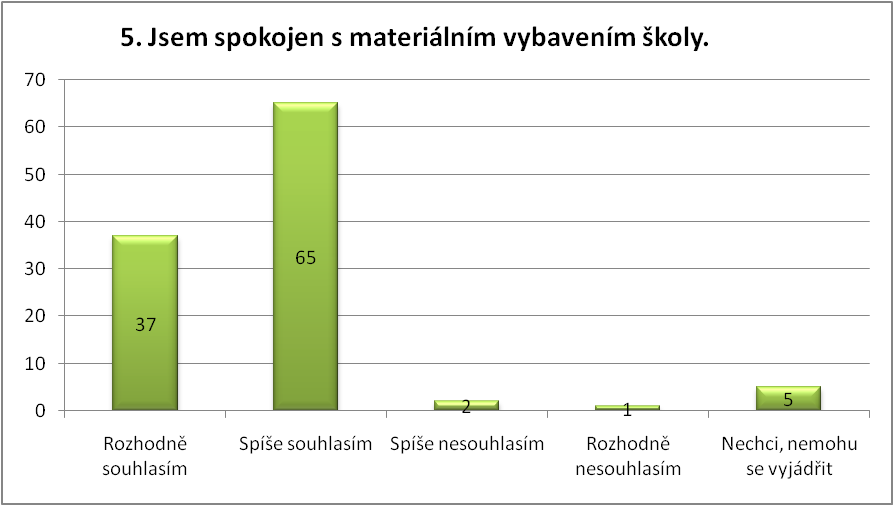 5. Jsem spokojen s materiálním vybavením školy.
70
60
50
40
30
20
10
0
37
65
2
1
5
Rozhodně
souhlasím
Spíše souhlasím
Spíše nesouhlasím
Rozhodně
nesouhlasím
Nechci, nemohu
se vyjádřit